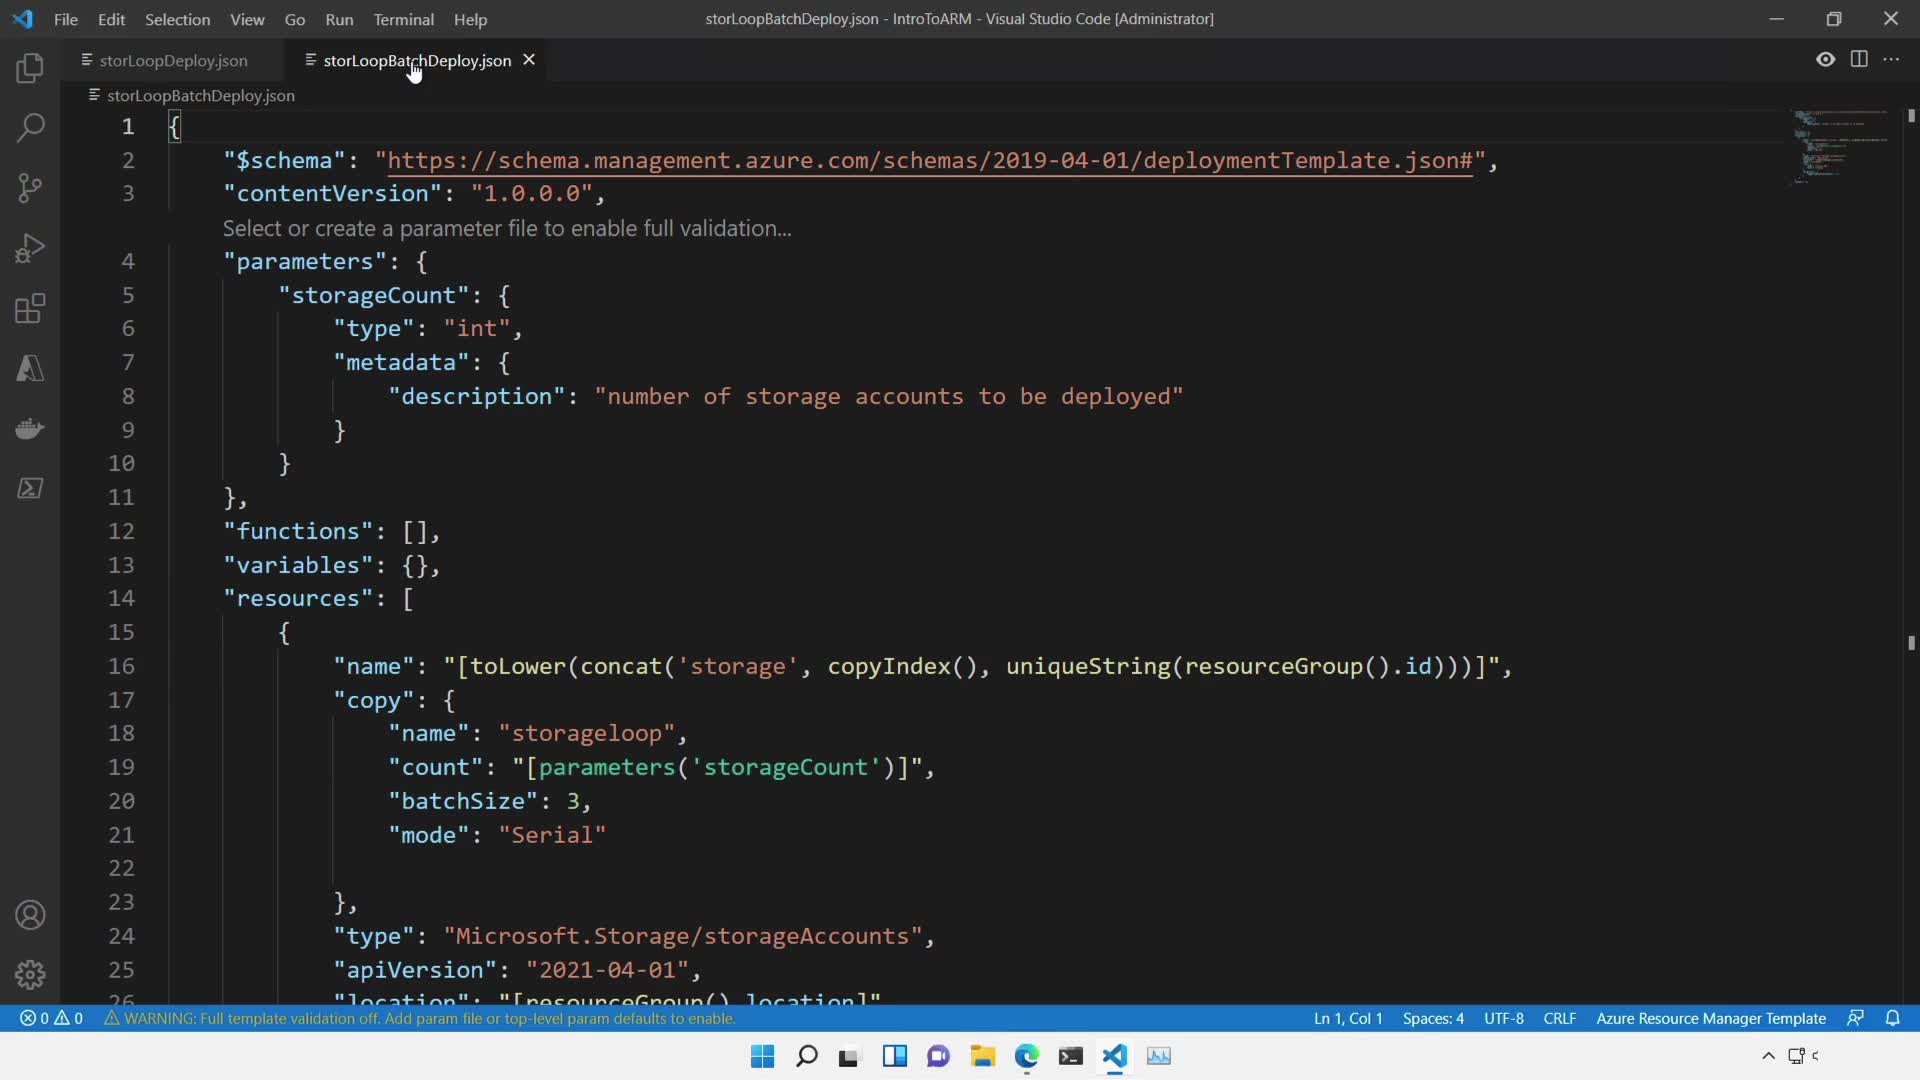 File Edit Selection View Go Run Terminal Help
storLoopBatchDeploy.json - IntroToARM - Visual Studio Code [Administrator]
storLoopDeploy.json
storLoopBatchDeploy.json
storLoopBatchDeploy.json
1 {
2 "$schema": "https://schema.management.azure.com/schemas/2019-04-01/deploymentTemplate.json#",
3 "contentVersion": "1.0.0.0",
Select or create a parameter file to enable full validation...
4 "parameters": {
5 "storageCount": {
6 "type": "int",
7 "metadata": {
8 "description": "number of storage accounts to be deployed"
9 }
10 }
11 },
12 "functions": [],
13 "variables": {},
14 "resources": [
15 {
16 "name": "[toLower(concat('storage', copyIndex(), uniqueString(resourceGroup().id)))]",
17 "copy": {
18 "name": "storageloop",
19 "count": "[parameters('storageCount')]",
20 "batchSize": 3,
21 "mode": "Serial"
22
23 },
24 "type": "Microsoft.Storage/storageAccounts",
25 "apiVersion": "2021-04-01",
26 "location": "[resourceGroup().location]"
0 0 WARNING: Full template validation off. Add param file or top-level param defaults to enable.
Ln 1, Col 1 Spaces: 4 UTF-8 CRLF Azure Resource Manager Template